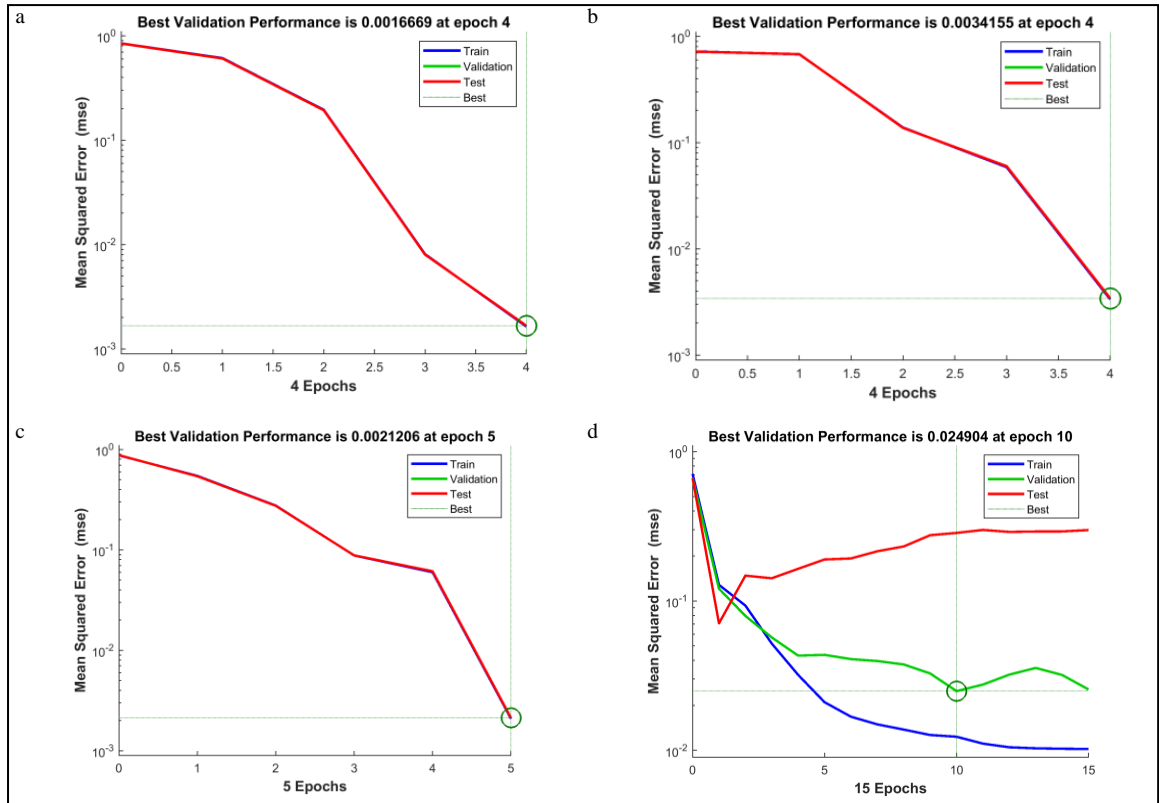 a
Best Validation Performance is 0.0016669 at epoch 4
Mean Squared Error (mse)
10^0
10^-1
10^-2
10^-3
Train
Validation
Test
Best
0 0.5 1 1.5 2 2.5 3 3.5 4
4 Epochs
b
Best Validation Performance is 0.0034155 at epoch 4
Mean Squared Error (mse)
10^0
10^-1
10^-2
10^-3
Train
Validation
Test
Best
0 0.5 1 1.5 2 2.5 3 3.5 4
4 Epochs
c
Best Validation Performance is 0.0021206 at epoch 5
Mean Squared Error (mse)
10^0
10^-1
10^-2
10^-3
Train
Validation
Test
Best
0 1 2 3 4 5
5 Epochs
d
Best Validation Performance is 0.024904 at epoch 10
Mean Squared Error (mse)
10^0
10^-1
10^-2
Train
Validation
Test
Best
0 5 10 15
15 Epochs